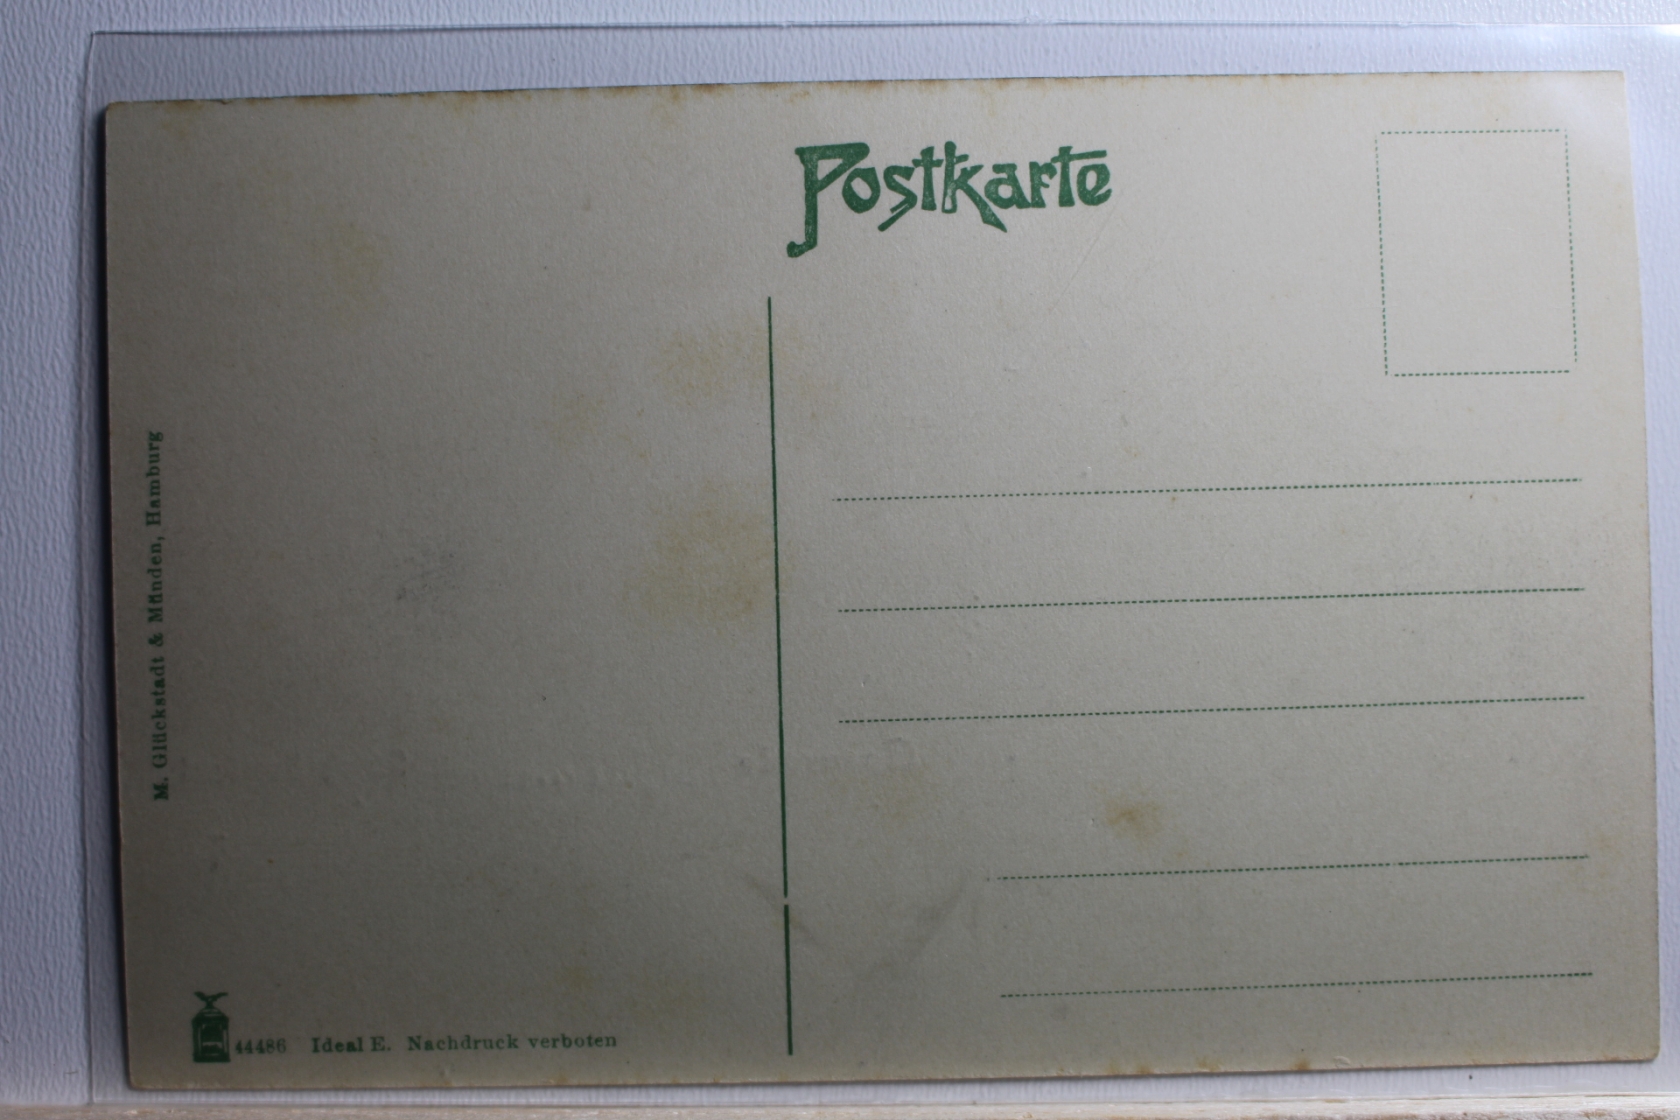 Postkarte
M. Glückstadt & Münden, Hamburg
44486 Ideal E. Nachdruck verboten